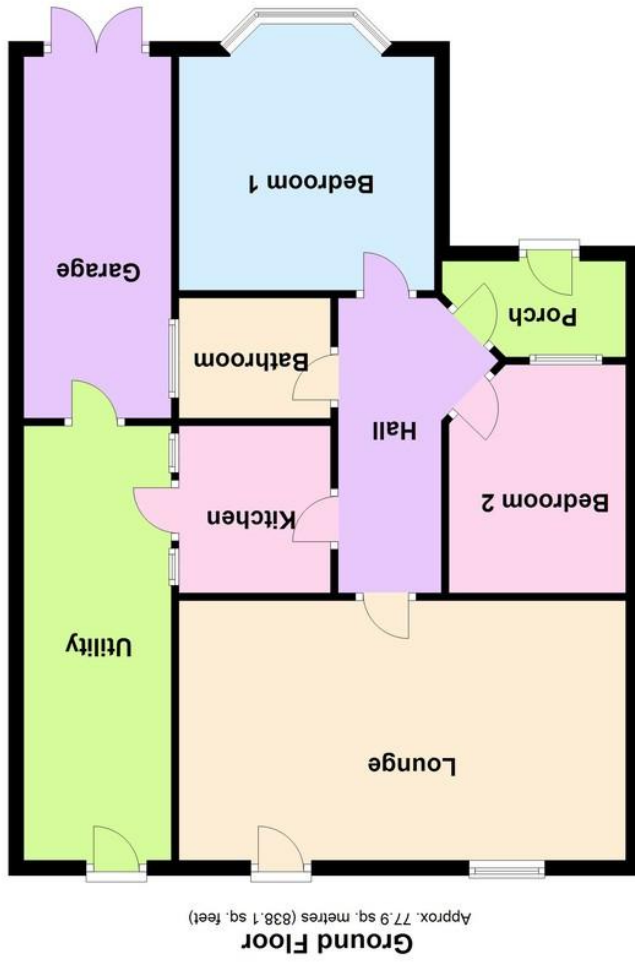 Ground Floor
Approx. 77.9 sq. metres (838.1 sq. feet)
Lounge
Utility
Kitchen
Bedroom 2
Hall
Bathroom
Porch
Garage
Bedroom 1